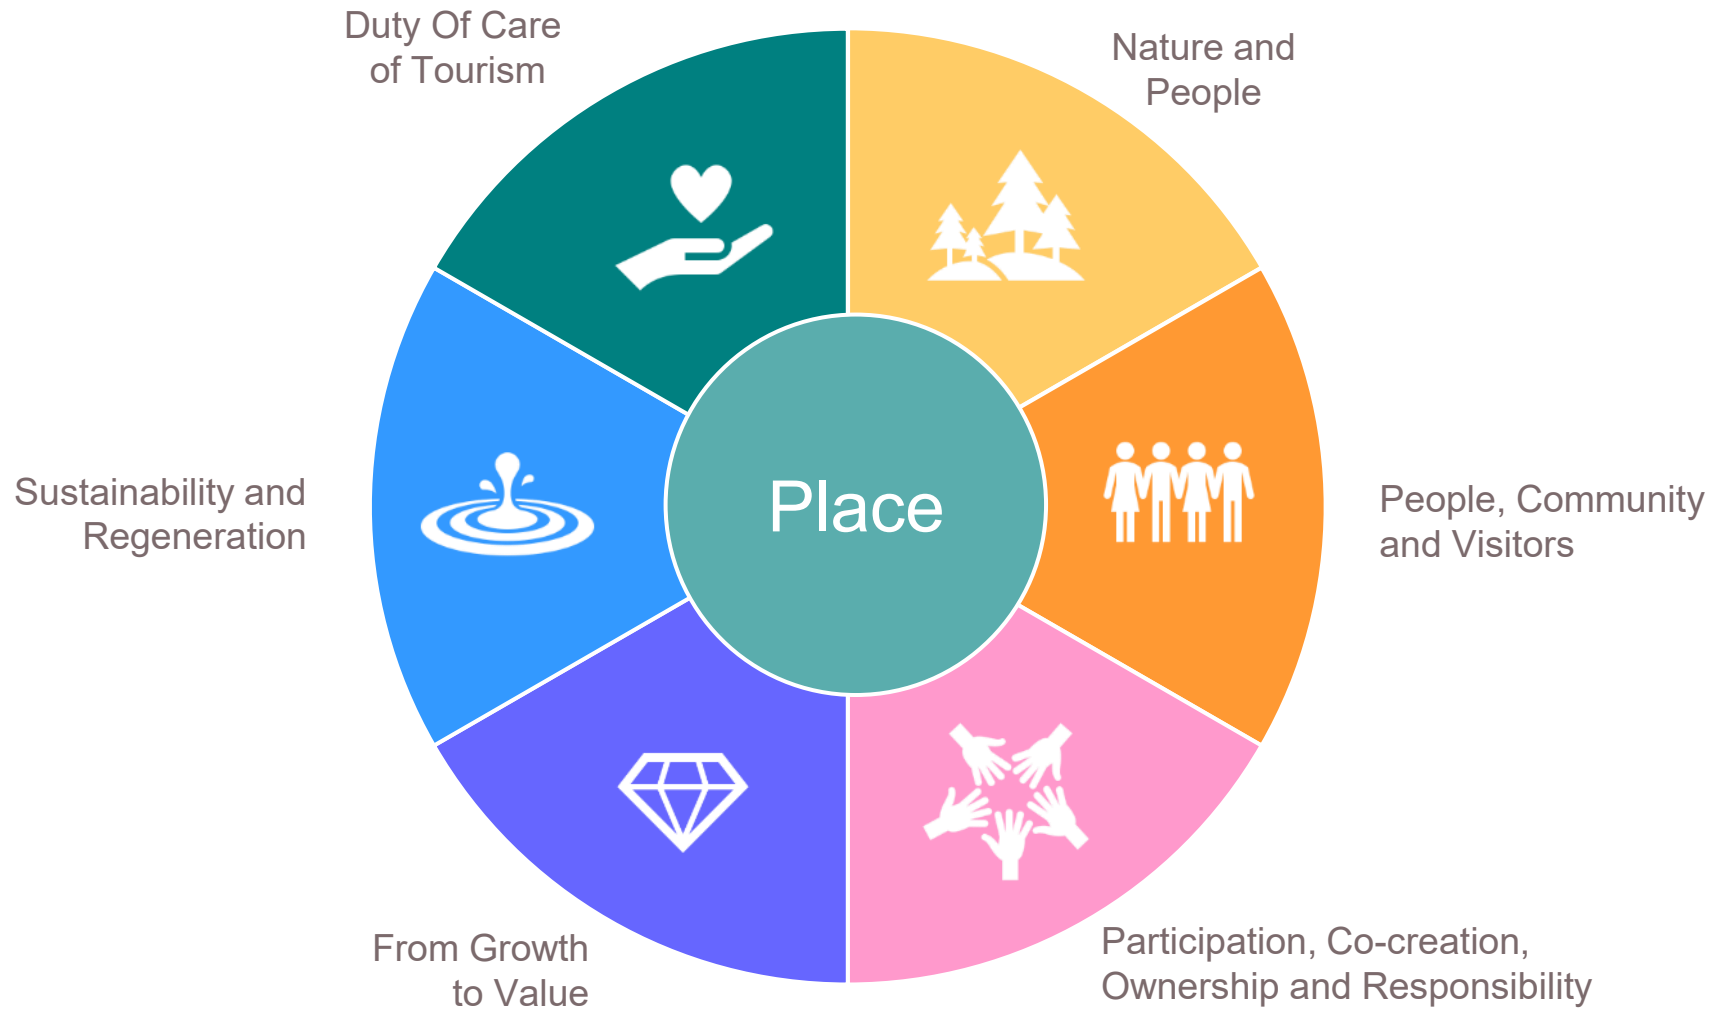 Duty Of Care
of Tourism
Nature and
People
Sustainability and
Regeneration
Place
People, Community
and Visitors
From Growth
to Value
Participation, Co-creation,
Ownership and Responsibility